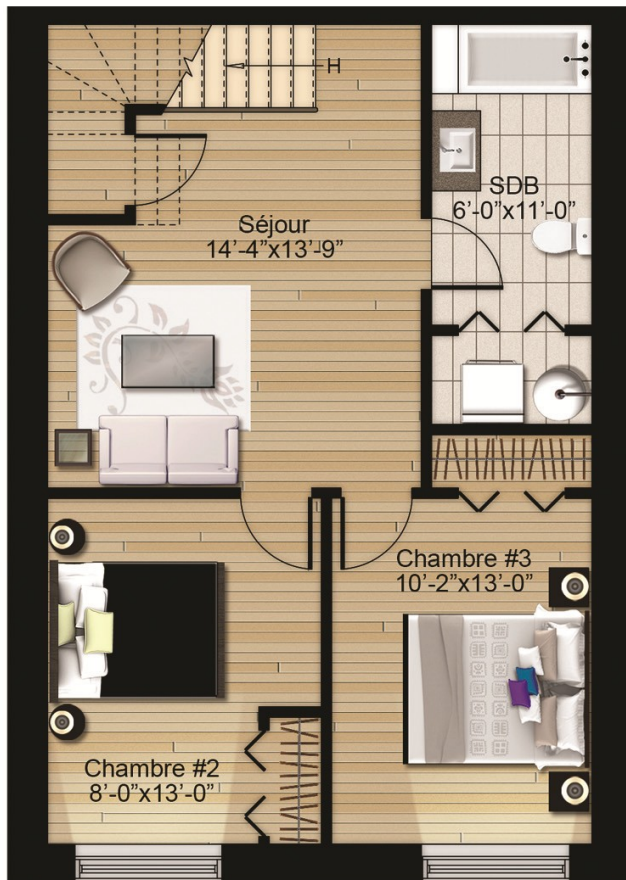 H
SDB
6'-0"x11'-0"
Séjour
14'-4"x13'-9"
Chambre #3
10'-2"x13'-0"
Chambre #2
8'-0"x13'-0"